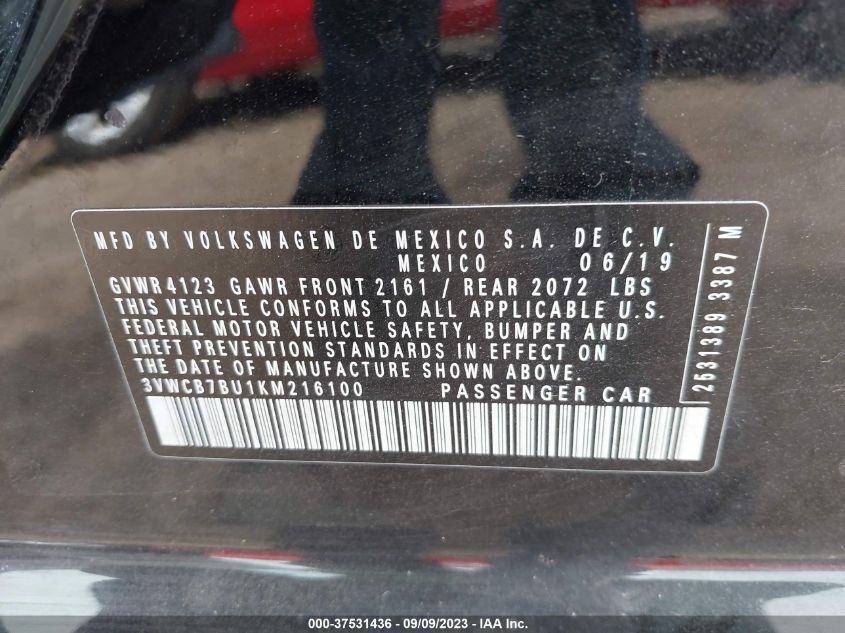 MFD BY VOLKSWAGEN DE MEXICO S.A. DE C.V.
MEXICO 06/19
GVWR 4123 GAWR FRONT 2161 / REAR 2072 LBS
THIS VEHICLE CONFORMS TO ALL APPLICABLE U.S.
FEDERAL MOTOR VEHICLE SAFETY, BUMPER AND
THEFT PREVENTION STANDARDS IN EFFECT ON
THE DATE OF MANUFACTURE SHOWN ABOVE.
3VWCB7BU1KM216100 PASSENGER CAR
2531389 3387 M
000-37531436 - 09/09/2023 - IAA Inc.